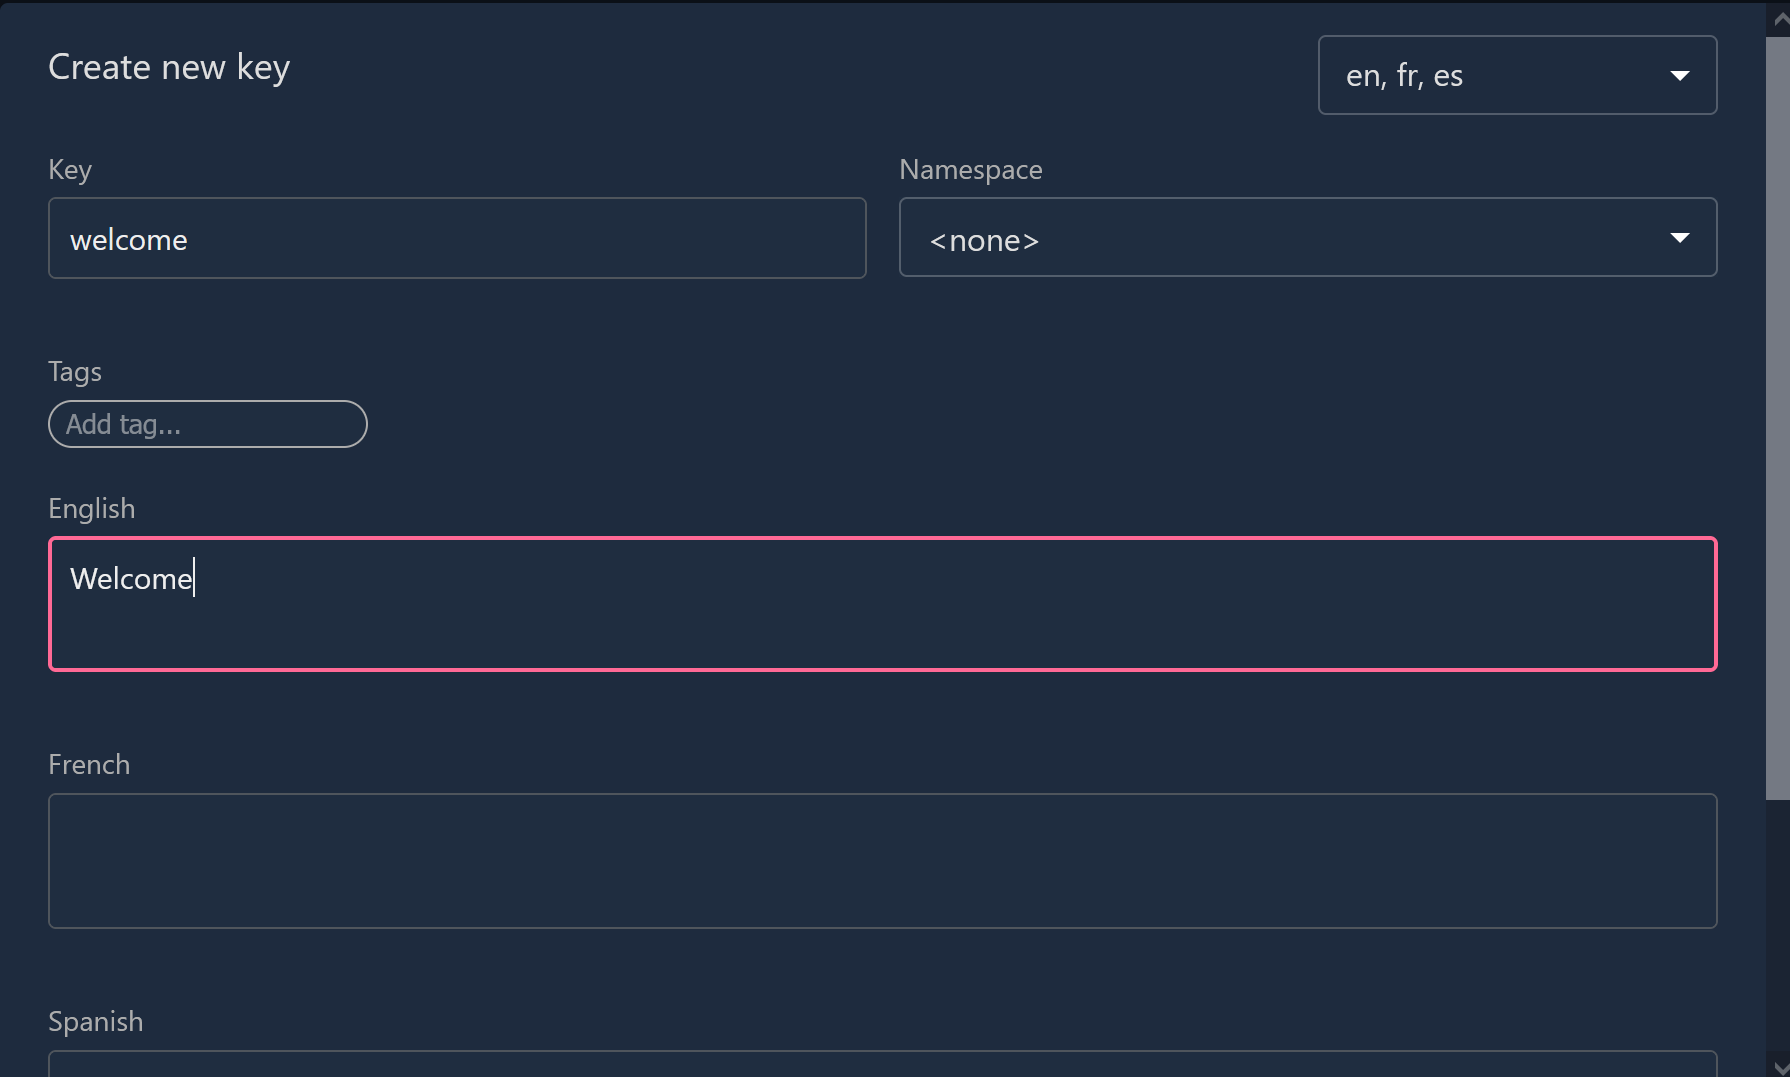 Create new key
en, fr, es
Key
Namespace
welcome
<none>
Tags
Add tag...
English
Welcome
French
Spanish